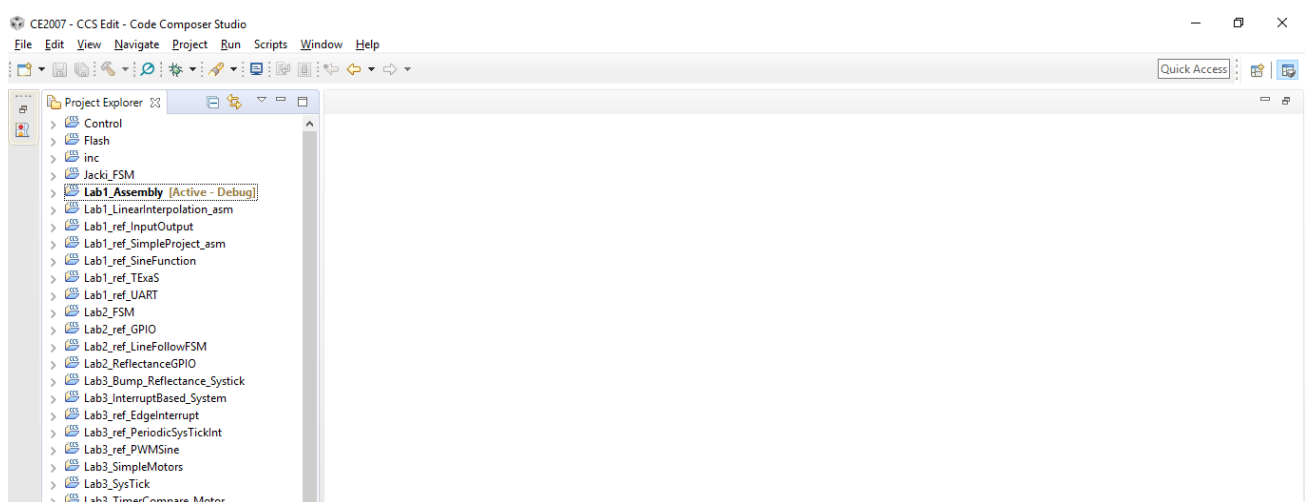 CE2007 - CCS Edit - Code Composer Studio
File Edit View Navigate Project Run Scripts Window Help
Quick Access
Project Explorer
Control
Flash
inc
Jacki_FSM
Lab1_Assembly [Active - Debug]
Lab1_LinearInterpolation_asm
Lab1_ref_InputOutput
Lab1_ref_SimpleProject_asm
Lab1_ref_SineFunction
Lab1_ref_TExaS
Lab1_ref_UART
Lab2_FSM
Lab2_ref_GPIO
Lab2_ref_LineFollowFSM
Lab2_ReflectanceGPIO
Lab3_Bump_Reflectance_Systick
Lab3_InterruptBased_System
Lab3_ref_EdgeInterrupt
Lab3_ref_PeriodicSysTickInt
Lab3_ref_PWMSine
Lab3_SimpleMotors
Lab3_SysTick
Lab3_TimerCompare_Motor